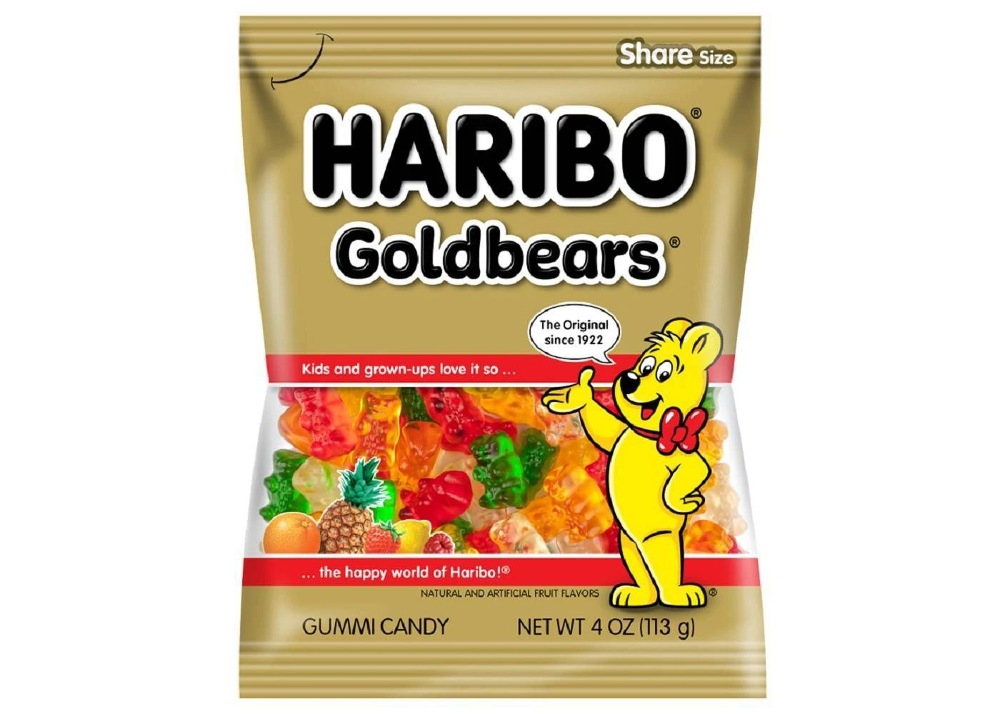 Share Size
HARIBO®
Goldbears®
The Original
since 1922
Kids and grown-ups love it so ...
... the happy world of Haribo!®
NATURAL AND ARTIFICIAL FRUIT FLAVORS
®
GUMMI CANDY
NET WT 4 OZ (113 g)